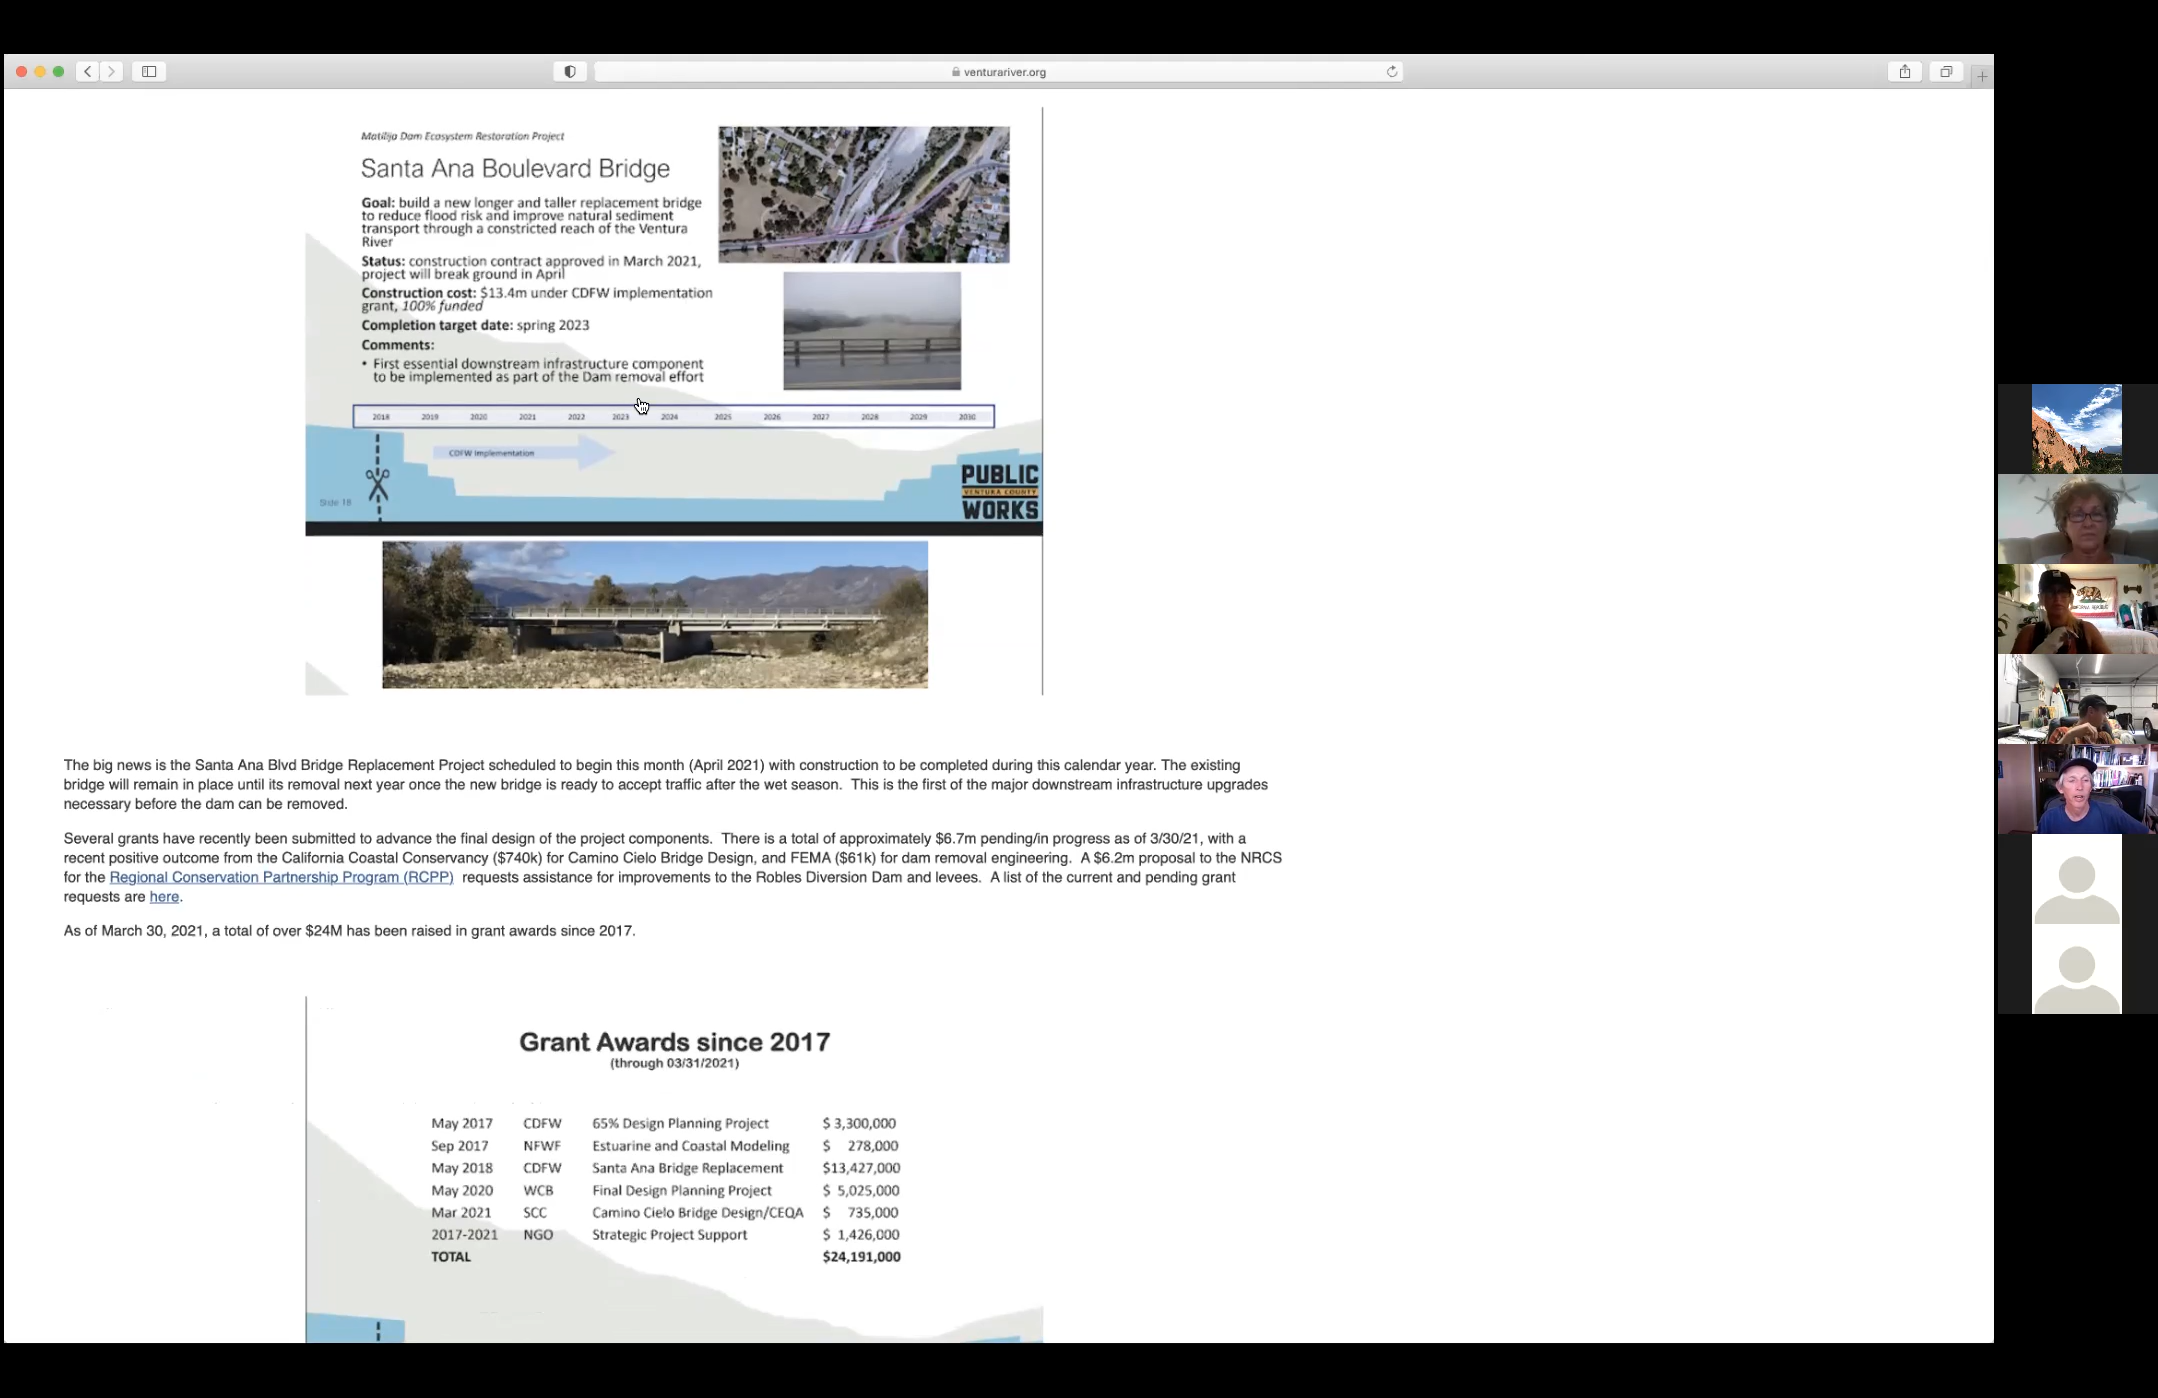 venturariver.org
Matilija Dam Ecosystem Restoration Project
Santa Ana Boulevard Bridge
Goal: build a new longer and taller replacement bridge
to reduce flood risk and improve natural sediment
transport through a constricted reach of the Ventura
River
Status: construction contract approved in March 2021,
project will break ground in April
Construction cost: $13.4m under CDFW implementation
grant, 100% funded
Completion target date: spring 2023
Comments:
• First essential downstream infrastructure component
to be implemented as part of the Dam removal effort
2018 2019 2020 2021 2022 2023 2024 2025 2026 2027 2028 2029 2030
CDFW Implementation
Slide 18
PUBLIC
VENTURA COUNTY
WORKS
The big news is the Santa Ana Blvd Bridge Replacement Project scheduled to begin this month (April 2021) with construction to be completed during this calendar year. The existing
bridge will remain in place until its removal next year once the new bridge is ready to accept traffic after the wet season. This is the first of the major downstream infrastructure upgrades
necessary before the dam can be removed.
Several grants have recently been submitted to advance the final design of the project components. There is a total of approximately $6.7m pending/in progress as of 3/30/21, with a
recent positive outcome from the California Coastal Conservancy ($740k) for Camino Cielo Bridge Design, and FEMA ($61k) for dam removal engineering. A $6.2m proposal to the NRCS
for the Regional Conservation Partnership Program (RCPP) requests assistance for improvements to the Robles Diversion Dam and levees. A list of the current and pending grant
requests are here.
As of March 30, 2021, a total of over $24M has been raised in grant awards since 2017.
Grant Awards since 2017
(through 03/31/2021)
May 2017 CDFW 65% Design Planning Project $ 3,300,000
Sep 2017 NFWF Estuarine and Coastal Modeling $ 278,000
May 2018 CDFW Santa Ana Bridge Replacement $13,427,000
May 2020 WCB Final Design Planning Project $ 5,025,000
Mar 2021 SCC Camino Cielo Bridge Design/CEQA $ 735,000
2017-2021 NGO Strategic Project Support $ 1,426,000
TOTAL $24,191,000